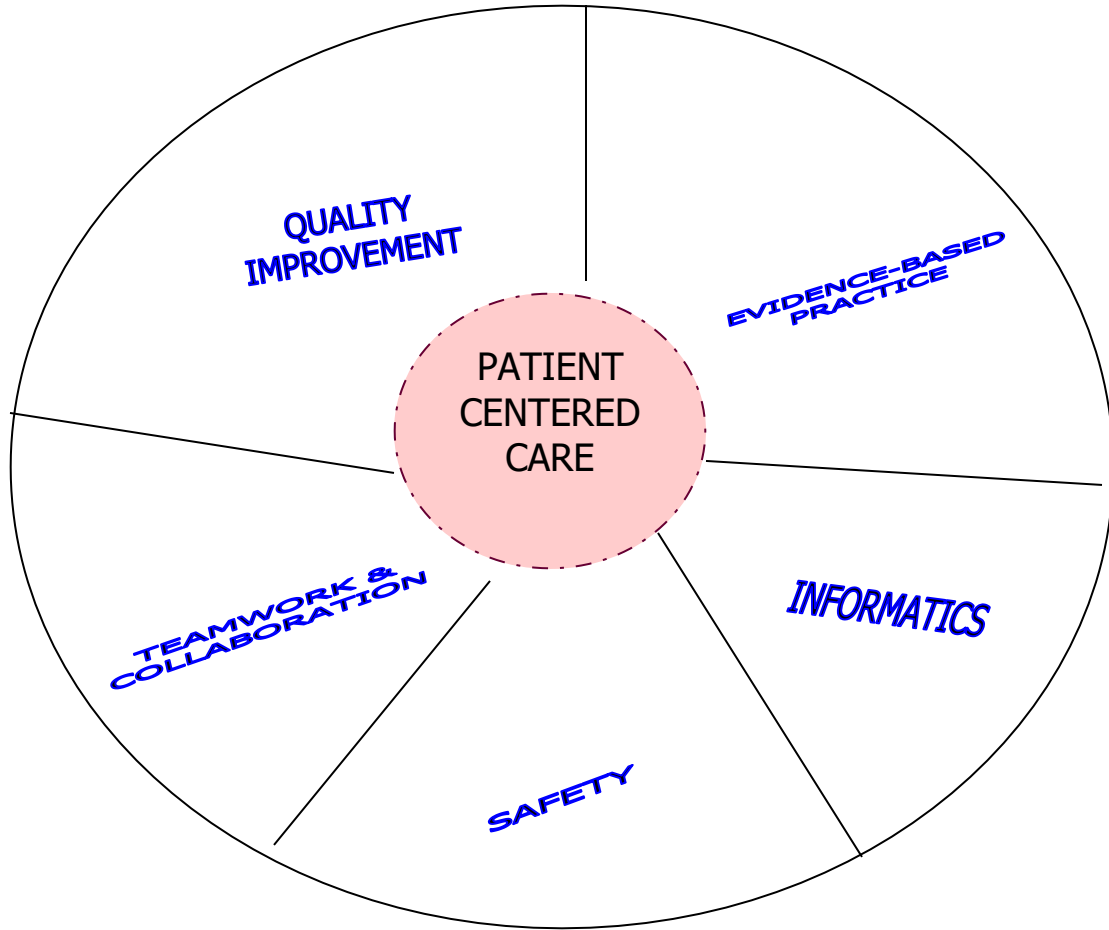 QUALITY
IMPROVEMENT
EVIDENCE-BASED
PRACTICE
PATIENT
CENTERED
CARE
TEAMWORK &
COLLABORATION
INFORMATICS
SAFETY